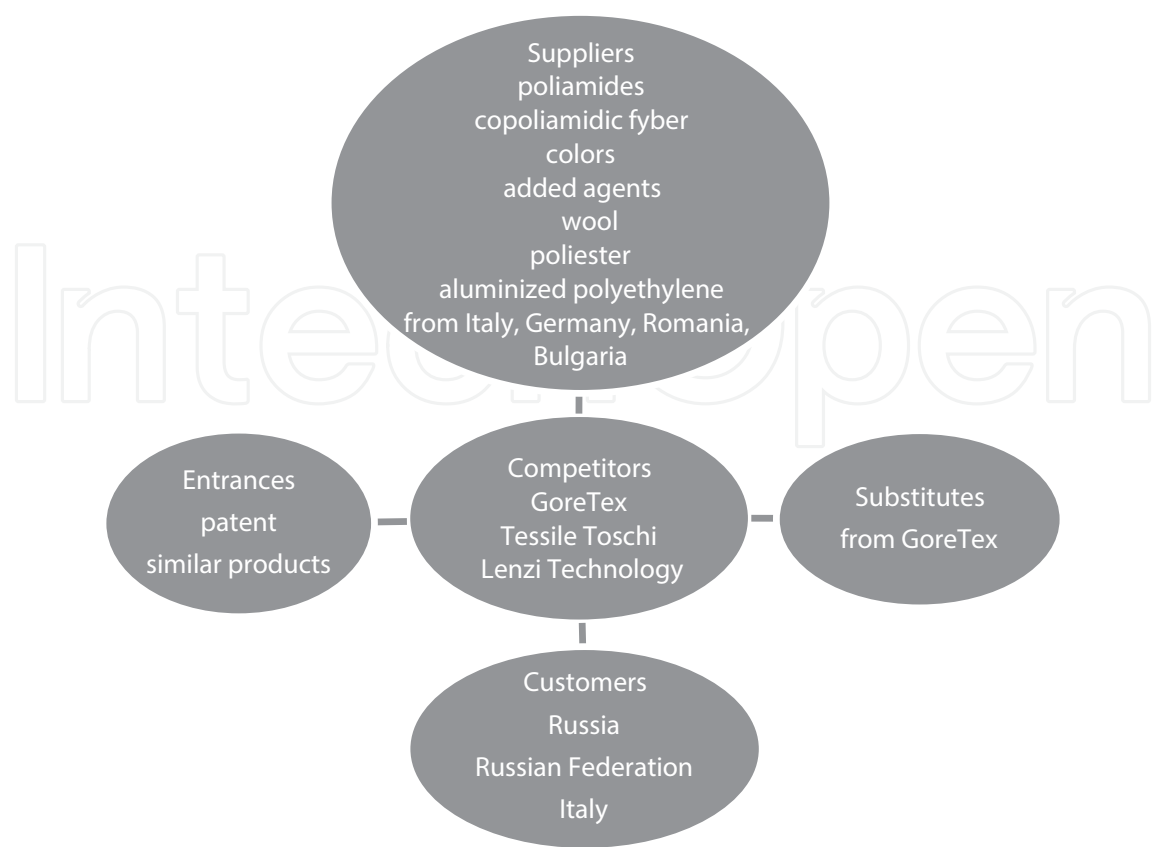 Suppliers
poliamides
copoliamidic fyber
colors
added agents
wool
poliester
aluminized polyethylene
from Italy, Germany, Romania,
Bulgaria
IntechOpen
Entrances
patent
similar products
Competitors
GoreTex
Tessile Toschi
Lenzi Technology
Substitutes
from GoreTex
Customers
Russia
Russian Federation
Italy